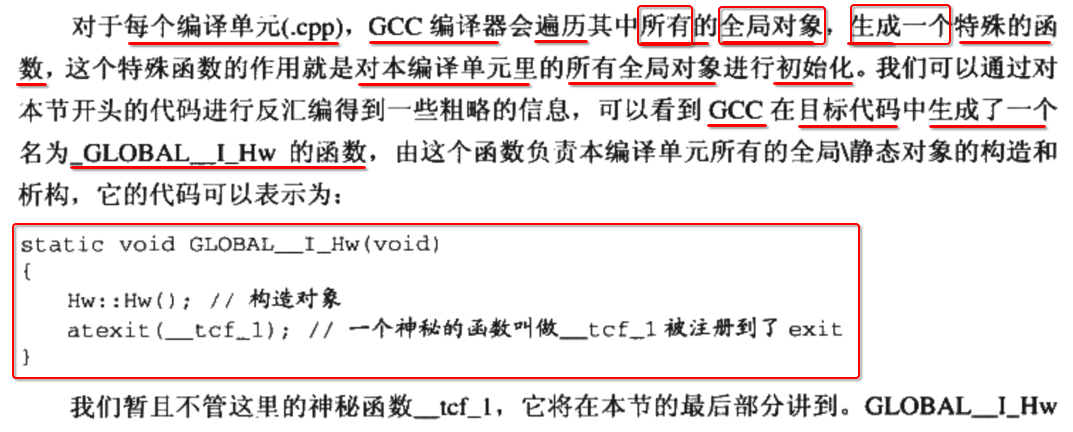 对于每个编译单元(.cpp)，GCC 编译器会遍历其中所有的全局对象，生成一个特殊的函
数，这个特殊函数的作用就是对本编译单元里的所有全局对象进行初始化。我们可以通过对
本节开头的代码进行反汇编得到一些粗略的信息，可以看到 GCC 在目标代码中生成了一个
名为_GLOBAL__I_Hw 的函数，由这个函数负责本编译单元所有的全局\静态对象的构造和
析构，它的代码可以表示为：
static void GLOBAL__I_Hw(void)
{
Hw::Hw(); // 构造对象
atexit(__tcf_1); // 一个神秘的函数叫做__tcf_1 被注册到了 exit
}
我们暂且不管这里的神秘函数__tcf_1，它将在本节的最后部分讲到。GLOBAL__I_Hw